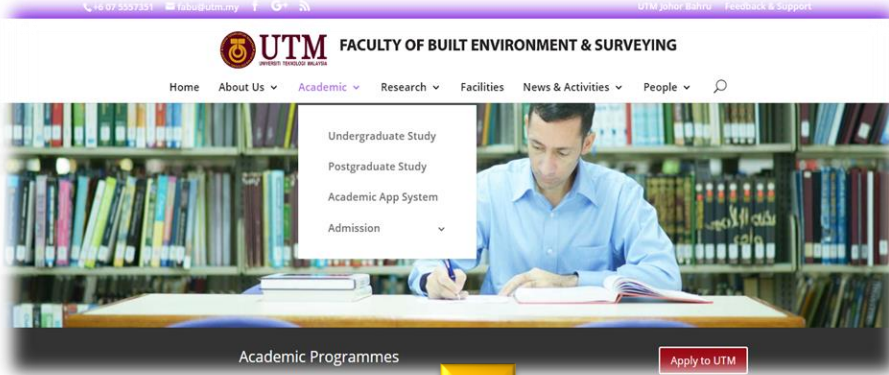 +6 07 5557351 fabu@utm.my f G+ UTM Johor Bahru Feedback & Support
UTM FACULTY OF BUILT ENVIRONMENT & SURVEYING
UNIVERSITI TEKNOLOGI MALAYSIA
Home About Us Academic Research Facilities News & Activities People
Undergraduate Study
Postgraduate Study
Academic App System
Admission
Academic Programmes Apply to UTM